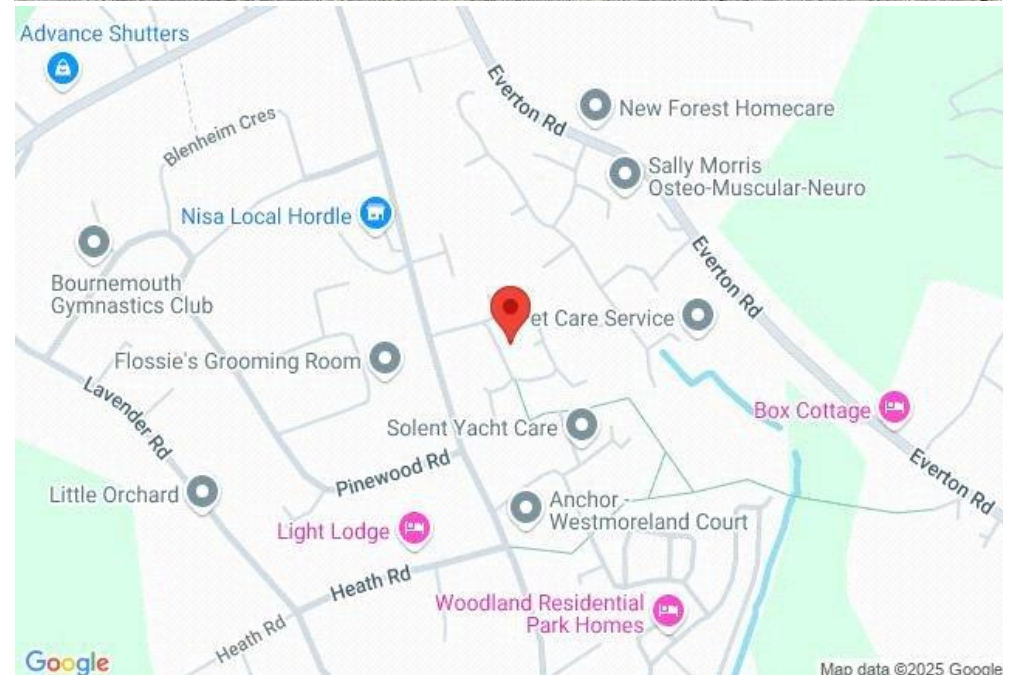 Advance Shutters
Everton Rd
New Forest Homecare
Blenheim Cres
Sally Morris
Osteo-Muscular-Neuro
Nisa Local Hordle
Everton Rd
Bournemouth
Gymnastics Club
et Care Service
Flossie's Grooming Room
Lavender Rd
Box Cottage
Solent Yacht Care
Pinewood Rd
Everton Rd
Little Orchard
Anchor -
Westmoreland Court
Light Lodge
Heath Rd
Woodland Residential
Park Homes
Heath Rd
Google
Map data ©2025 Google